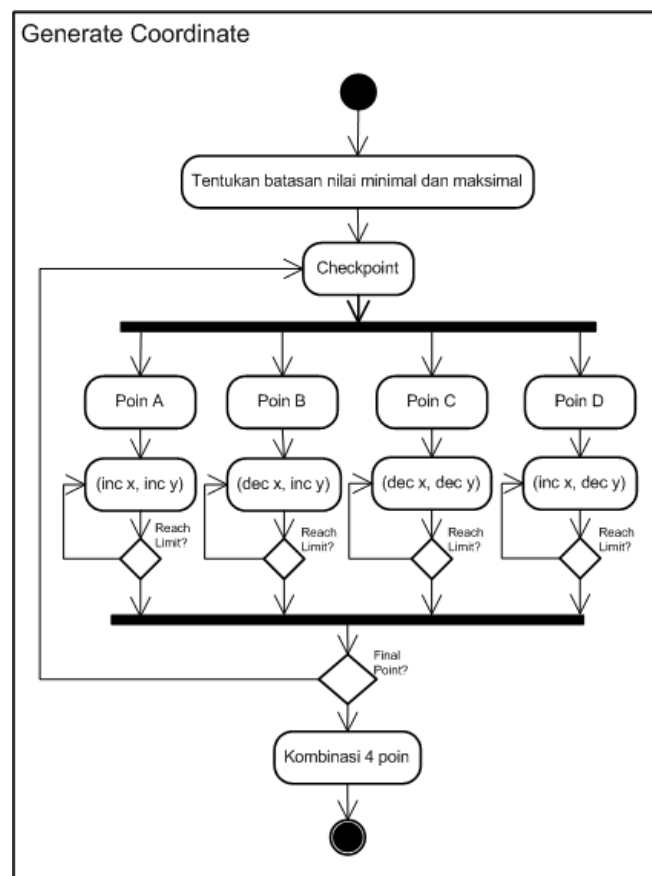 Generate Coordinate
Tentukan batasan nilai minimal dan maksimal
Checkpoint
Poin A
Poin B
Poin C
Poin D
(inc x, inc y)
(dec x, inc y)
(dec x, dec y)
(inc x, dec y)
Reach
Limit?
Reach
Limit?
Reach
Limit?
Reach
Limit?
Final
Point?
Kombinasi 4 poin